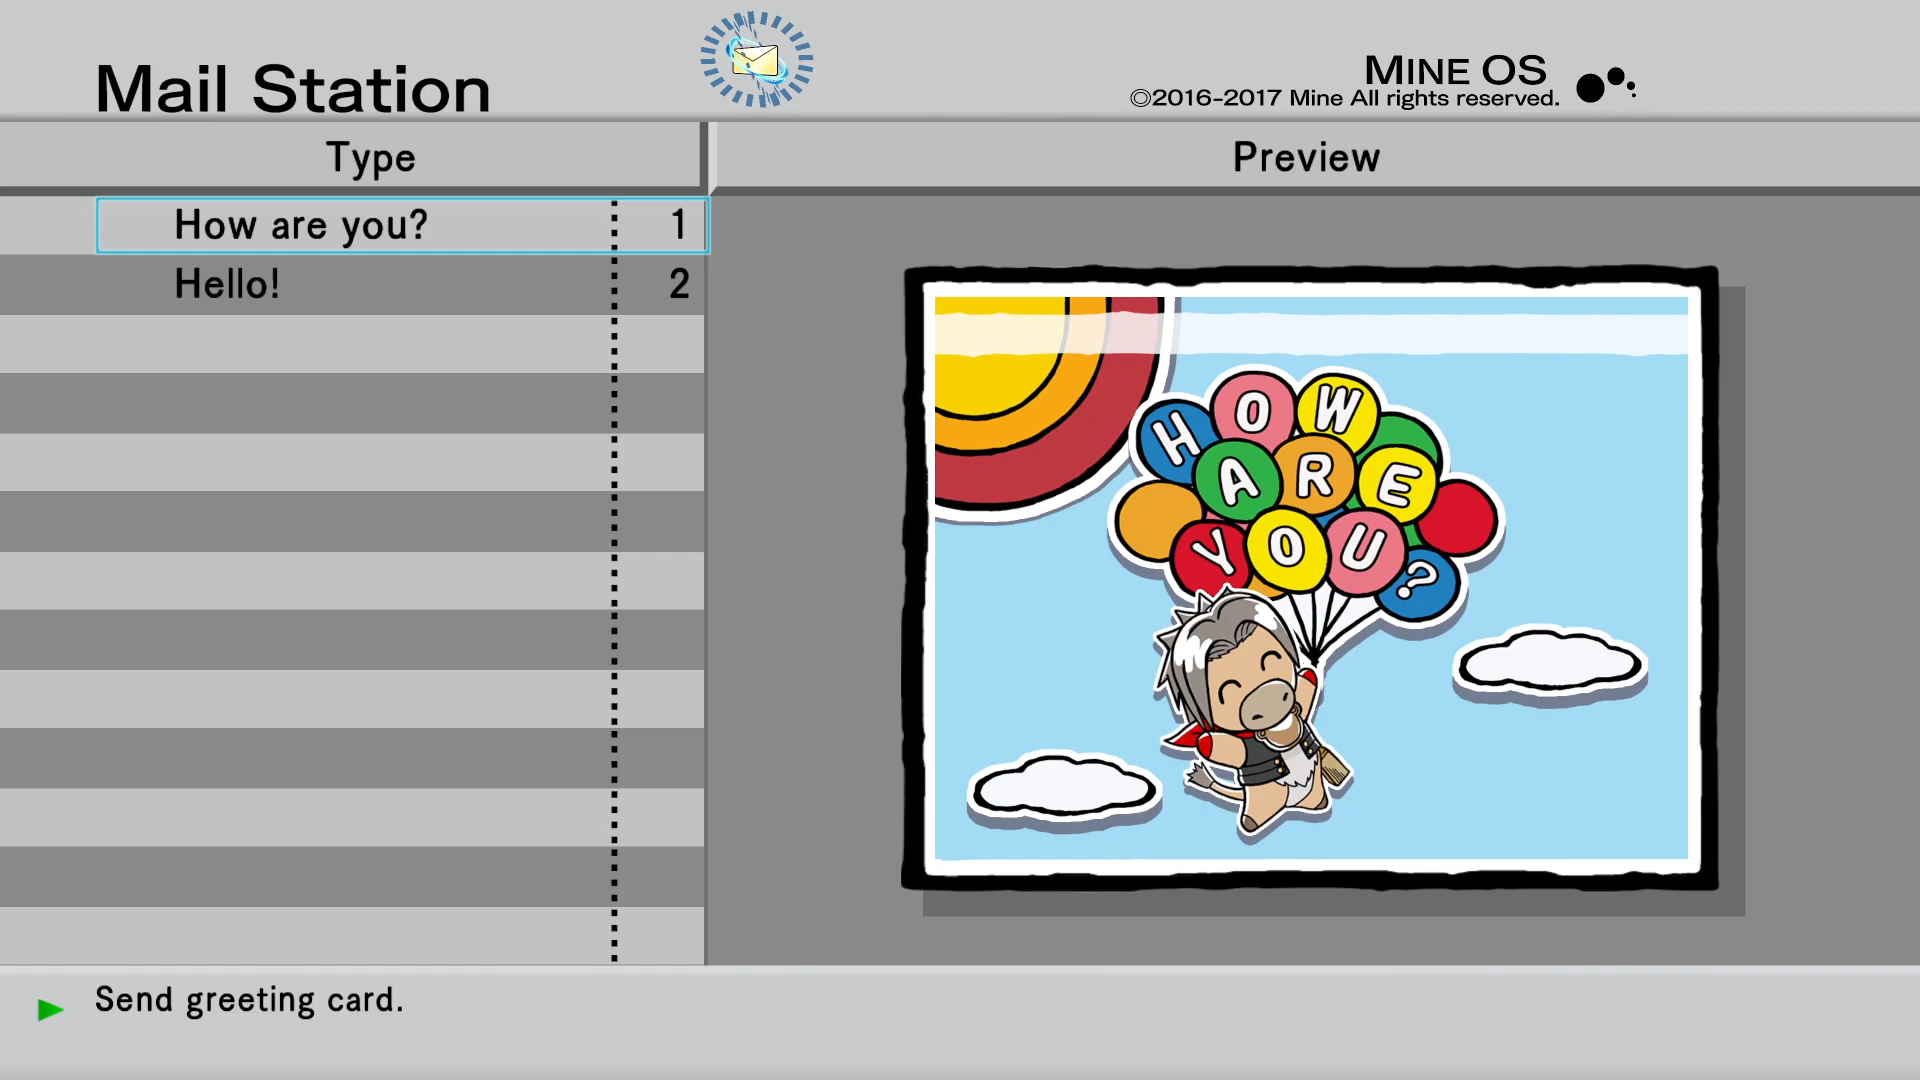 Mail Station
MINE OS
©2016-2017 Mine All rights reserved.
Type
Preview
How are you? 1
Hello! 2
HOW
ARE
YOU?
Send greeting card.